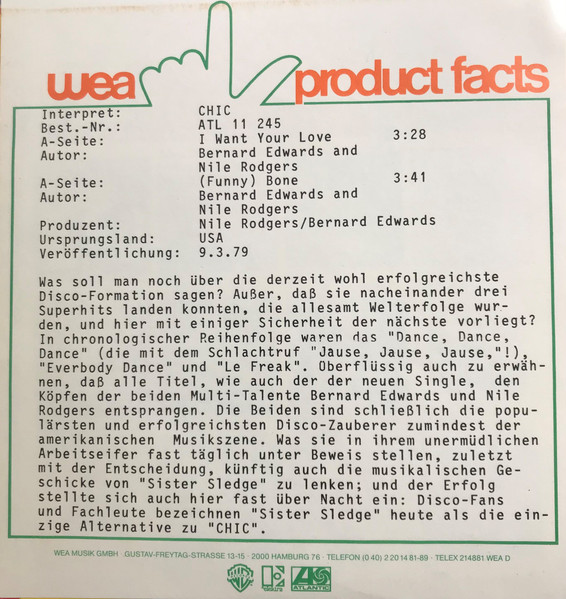 wea product facts
Interpret: CHIC
Best.-Nr.: ATL 11 245
A-Seite: I Want Your Love 3:28
Autor: Bernard Edwards and
Nile Rodgers
A-Seite: (Funny) Bone 3:41
Autor: Bernard Edwards and
Nile Rodgers
Produzent: Nile Rodgers/Bernard Edwards
Ursprungsland: USA
Veröffentlichung: 9.3.79
Was soll man noch über die derzeit wohl erfolgreichste
Disco-Formation sagen? Außer, daß sie nacheinander drei
Superhits landen konnten, die allesamt Welterfolge wur-
den, und hier mit einiger Sicherheit der nächste vorliegt?
In chronologischer Reihenfolge waren das "Dance, Dance,
Dance" (die mit dem Schlachtruf "Jause, Jause, Jause,"!),
"Everbody Dance" und "Le Freak". Oberflüssig auch zu erwäh-
nen, daß alle Titel, wie auch der der neuen Single, den
Köpfen der beiden Multi-Talente Bernard Edwards und Nile
Rodgers entsprangen. Die Beiden sind schließlich die popu-
lärsten und erfolgreichsten Disco-Zauberer zumindest der
amerikanischen Musikszene. Was sie in ihrem unermüdlichen
Arbeitseifer fast täglich unter Beweis stellen, zuletzt
mit der Entscheidung, künftig auch die musikalischen Ge-
schicke von "Sister Sledge" zu lenken; und der Erfolg
stellte sich auch hier fast über Nacht ein: Disco-Fans
und Fachleute bezeichnen "Sister Sledge" heute als die ein-
zige Alternative zu "CHIC".
WEA MUSIK GMBH · GUSTAV-FREYTAG-STRASSE 13-15 · 2000 HAMBURG 76 · TELEFON (0 40) 2 20 14 81-89 · TELEX 214881 WEA D
ATLANTIC